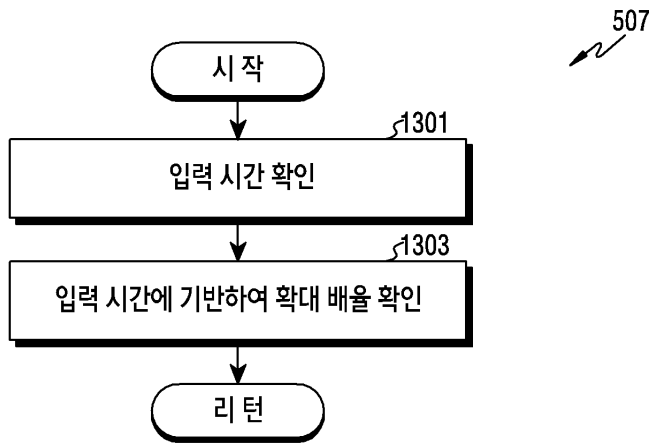 507
시 작
1301
입력 시간 확인
1303
입력 시간에 기반하여 확대 배율 확인
리 턴